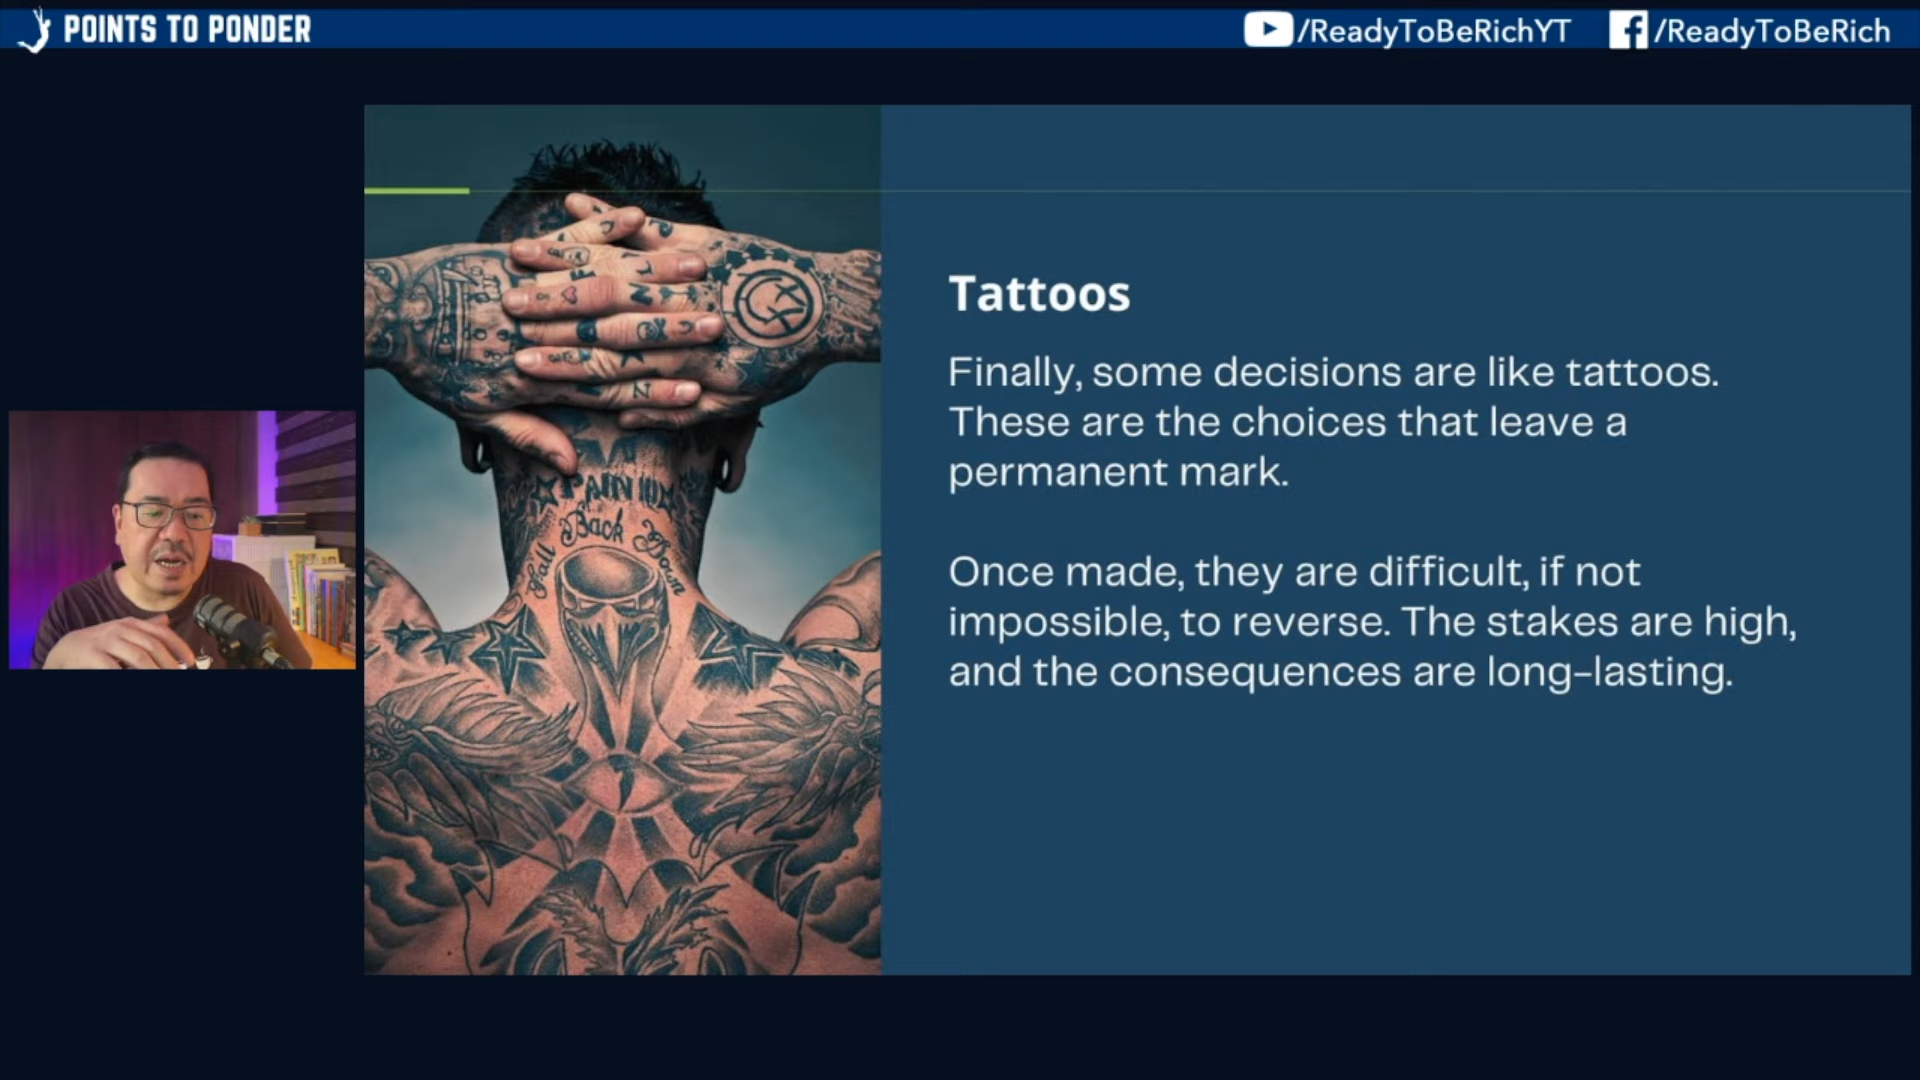 POINTS TO PONDER
/ReadyToBeRichYT
/ReadyToBeRich
Tattoos
Finally, some decisions are like tattoos.
These are the choices that leave a
permanent mark.
Once made, they are difficult, if not
impossible, to reverse. The stakes are high,
and the consequences are long-lasting.
PAIN
Fall Back Down